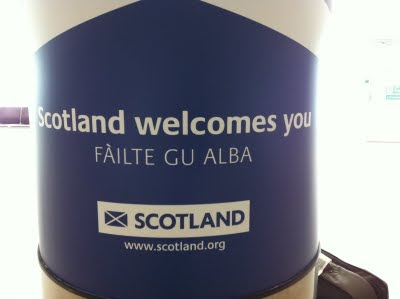 Scotland welcomes you
FÀILTE GU ALBA
SCOTLAND
www.scotland.org